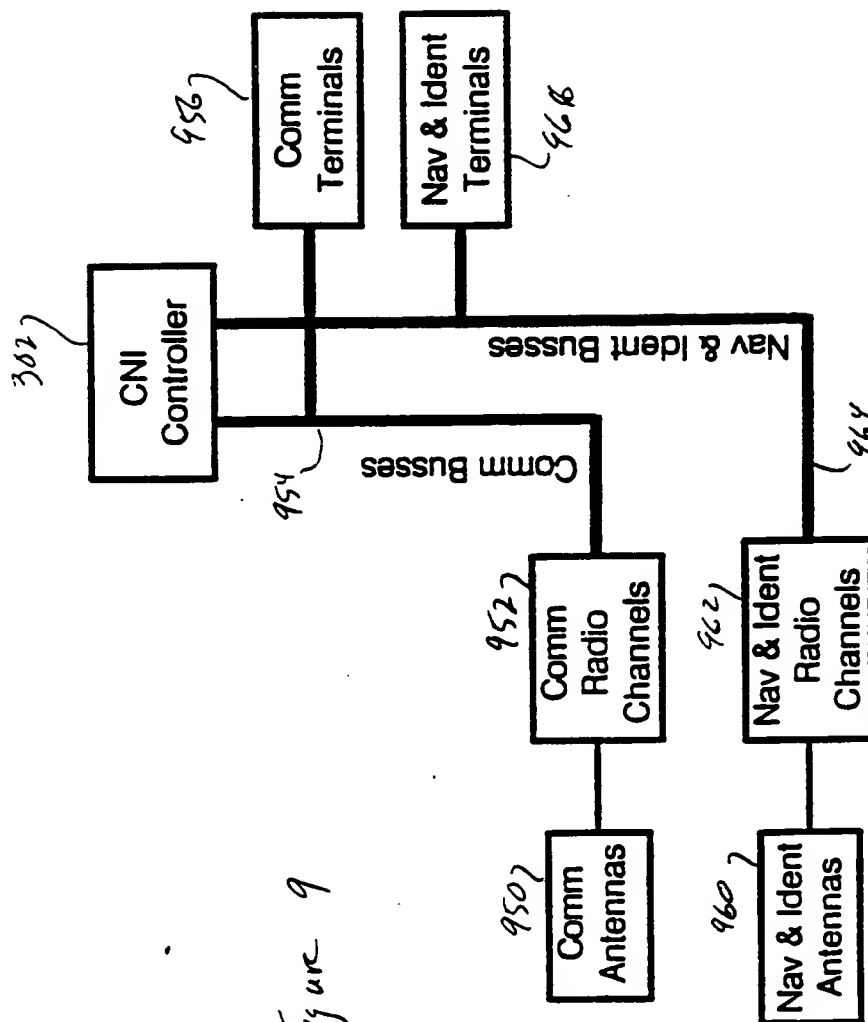 302
CNI
Controller
956
Comm
Terminals
Nav & Ident
Terminals
954
Comm Busses
Nav & Ident Busses
964
952
Comm
Radio
Channels
962
Nav & Ident
Radio
Channels
950
Comm
Antennas
960
Nav & Ident
Antennas
Figure 9